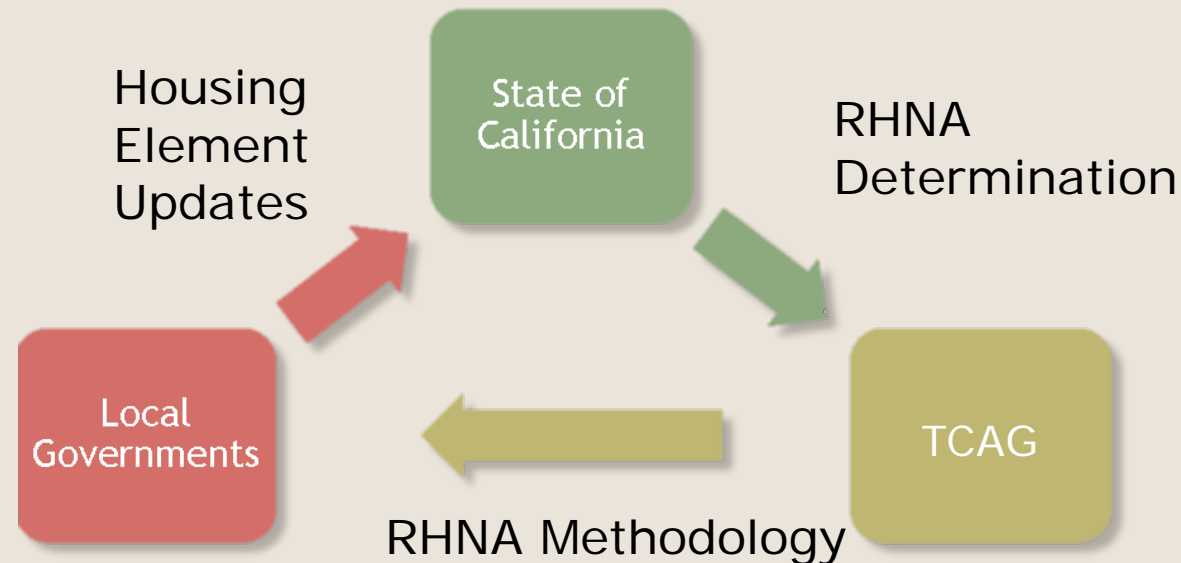 Housing
Element
Updates
State of
California
RHNA
Determination
Local
Governments
TCAG
RHNA Methodology